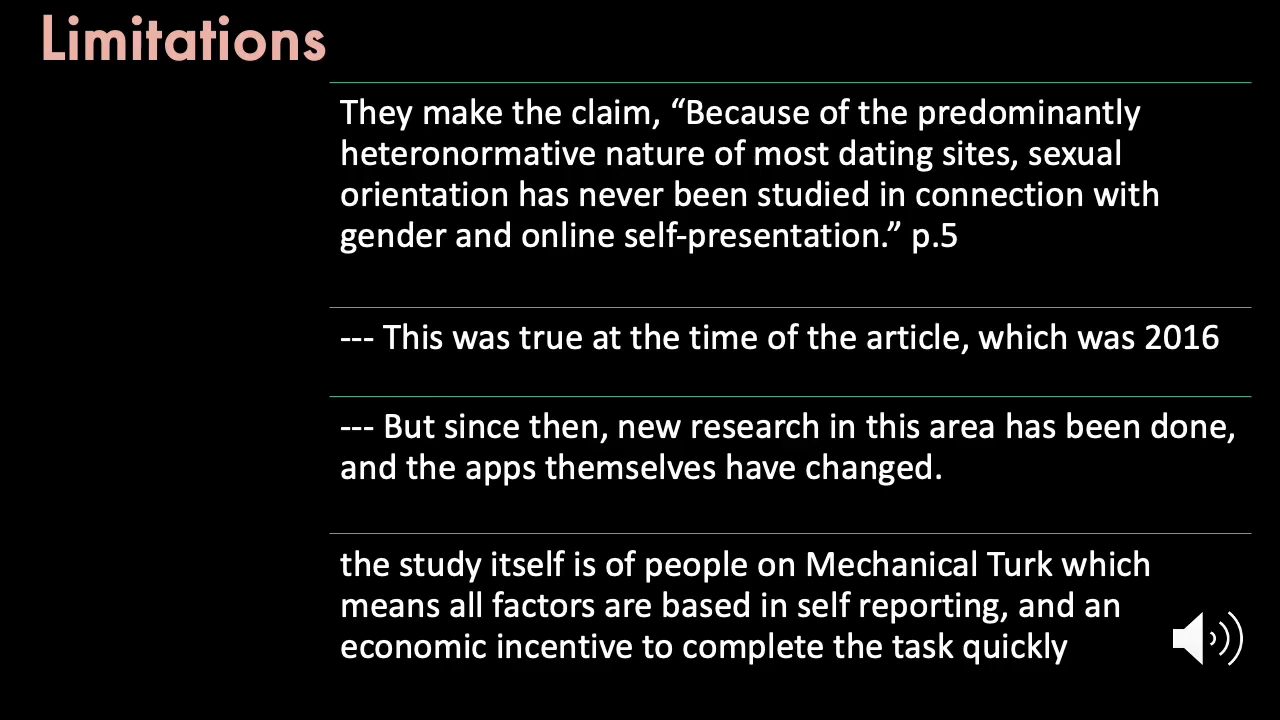 Limitations
They make the claim, “Because of the predominantly
heteronormative nature of most dating sites, sexual
orientation has never been studied in connection with
gender and online self-presentation.” p.5
--- This was true at the time of the article, which was 2016
--- But since then, new research in this area has been done,
and the apps themselves have changed.
the study itself is of people on Mechanical Turk which
means all factors are based in self reporting, and an
economic incentive to complete the task quickly